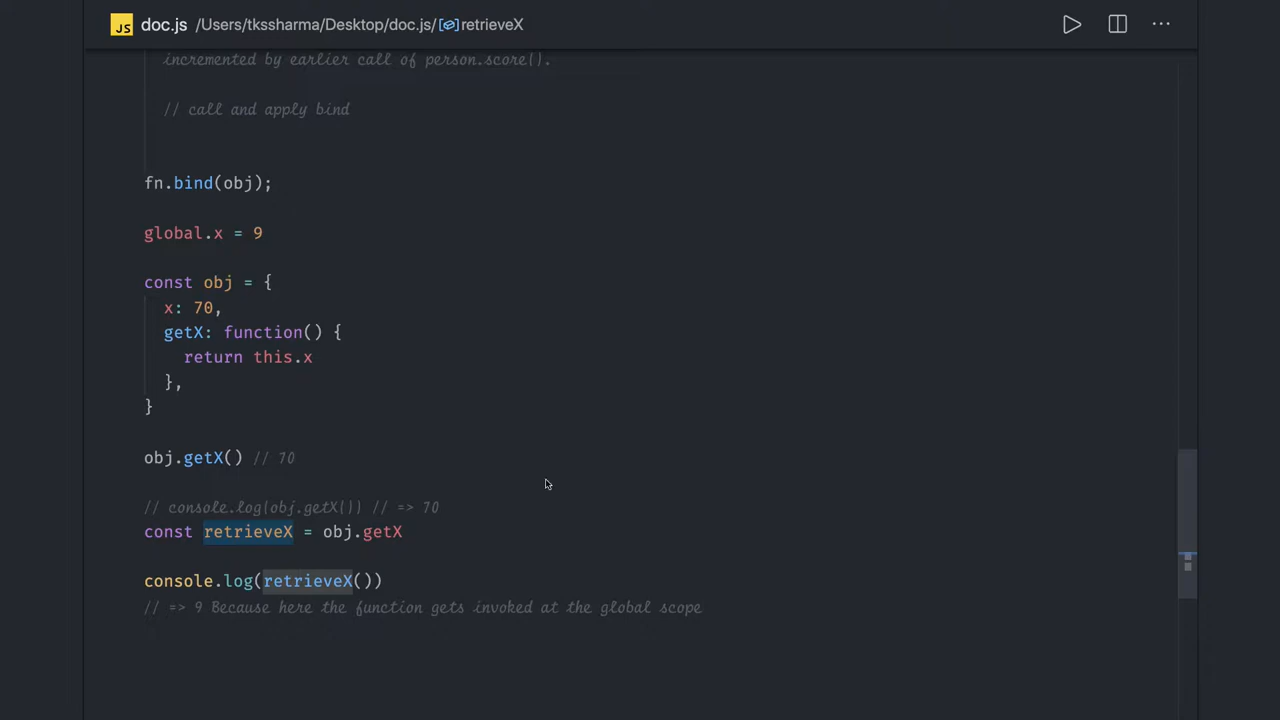 JS doc.js /Users/tkssharma/Desktop/doc.js/retrieveX
incremented by earlier call of person.score().
// call and apply bind
fn.bind(obj);
global.x = 9
const obj = {
x: 70,
getX: function() {
return this.x
},
}
obj.getX() // 70
// console.log(obj.getX()) // => 70
const retrieveX = obj.getX
console.log(retrieveX())
// => 9 Because here the function gets invoked at the global scope